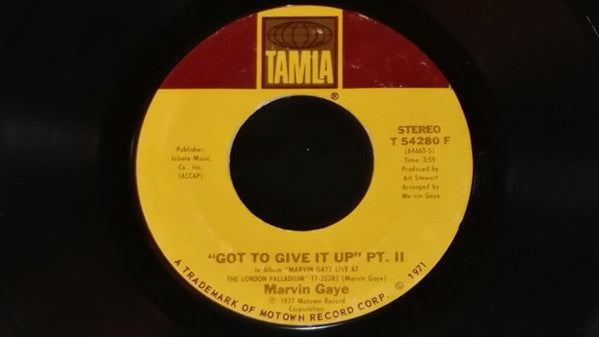 TAMLA
®
STEREO
T 54280 F
(64663-S)
Time: 3:59
Produced by
Art Stewart
Arranged by
Marvin Gaye
Publisher:
Jobete Music
Co., Inc.
(ASCAP)
"GOT TO GIVE IT UP" PT. II
In Album "MARVIN GAYE LIVE AT
THE LONDON PALLADIUM" T7-352R2 (Marvin Gaye)
Marvin Gaye
℗ 1977 Motown Record
Corporation
A TRADEMARK OF MOTOWN RECORD CORP. © 1971